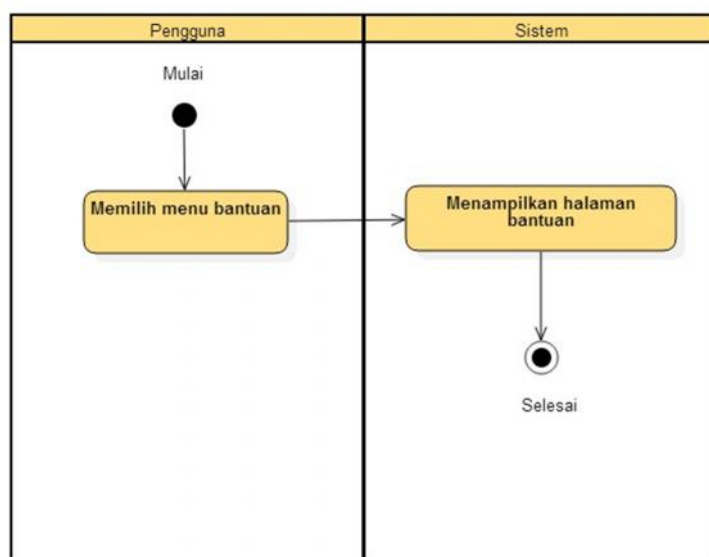 Pengguna
Sistem
Mulai
Memilih menu bantuan
Menampilkan halaman
bantuan
Selesai